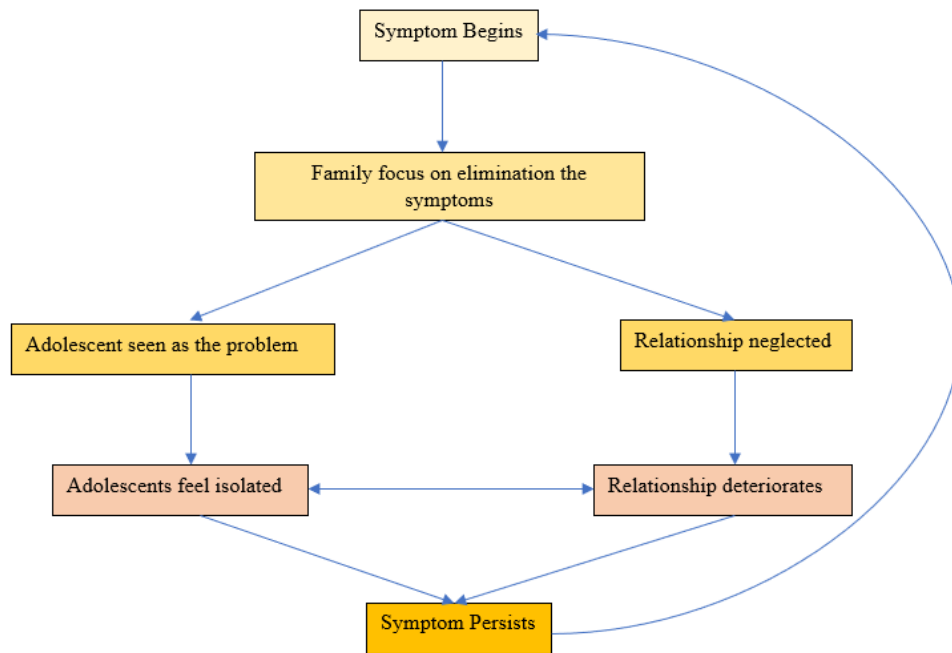 Symptom Begins
Family focus on elimination the
symptoms
Adolescent seen as the problem
Relationship neglected
Adolescents feel isolated
Relationship deteriorates
Symptom Persists